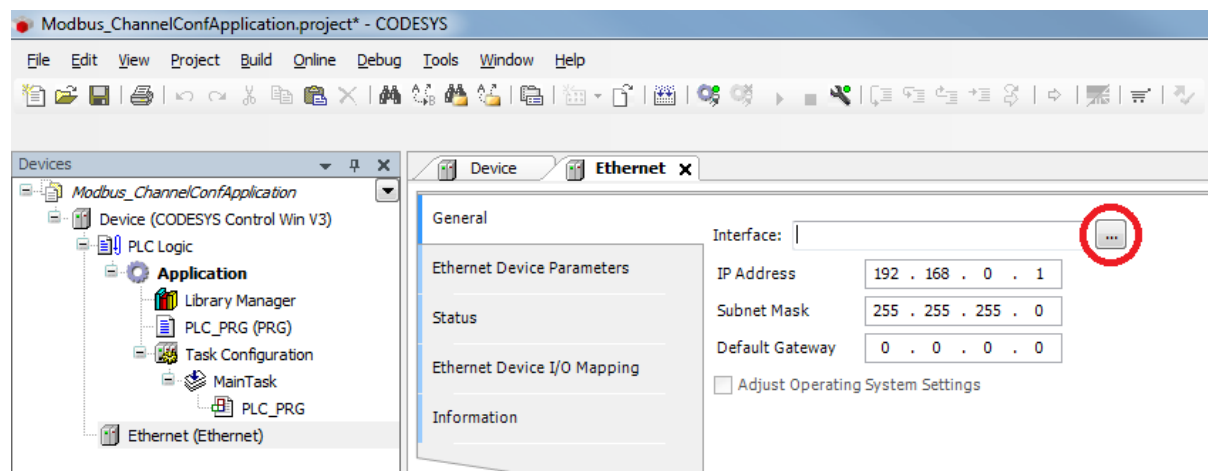 Modbus_ChannelConfApplication.project* - CODESYS
File Edit View Project Build Online Debug Tools Window Help
Devices
Modbus_ChannelConfApplication
Device (CODESYS Control Win V3)
PLC Logic
Application
Library Manager
PLC_PRG (PRG)
Task Configuration
MainTask
PLC_PRG
Ethernet (Ethernet)
Device Ethernet
General
Ethernet Device Parameters
Status
Ethernet Device I/O Mapping
Information
Interface: ...
IP Address 192 . 168 . 0 . 1
Subnet Mask 255 . 255 . 255 . 0
Default Gateway 0 . 0 . 0 . 0
Adjust Operating System Settings